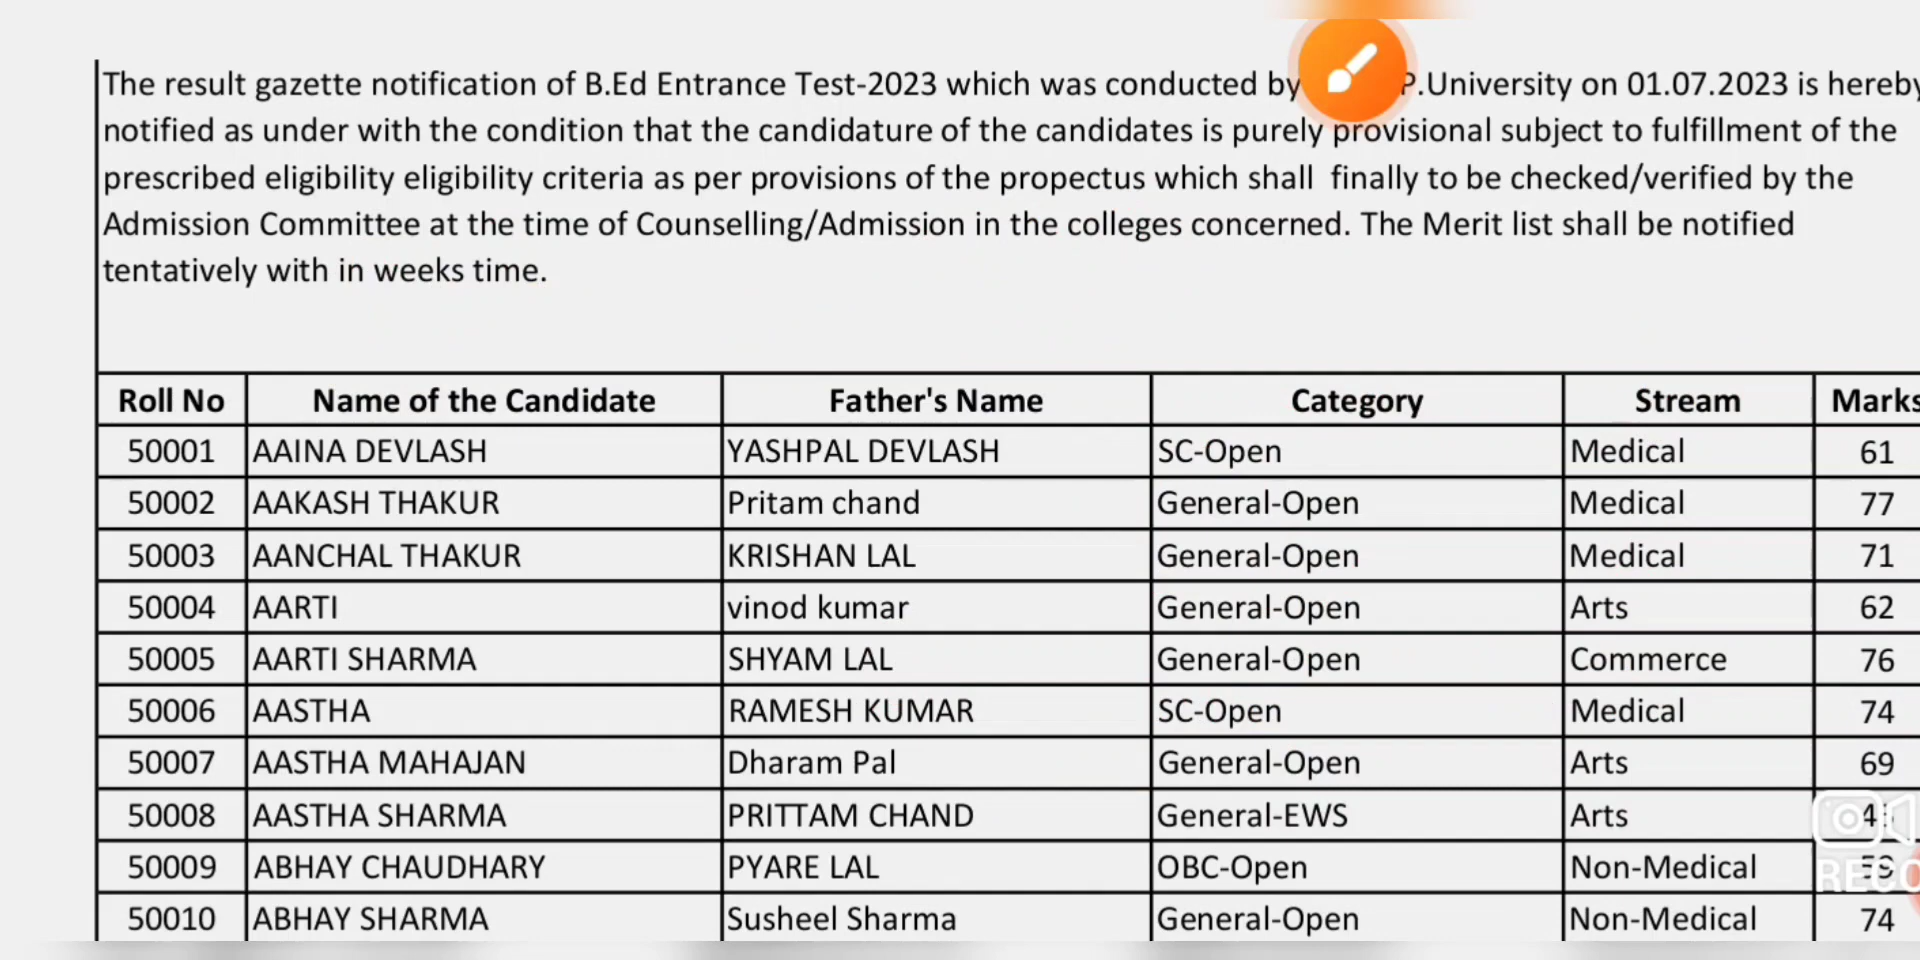 The result gazette notification of B.Ed Entrance Test-2023 which was conducted by P.University on 01.07.2023 is hereby
notified as under with the condition that the candidature of the candidates is purely provisional subject to fulfillment of the
prescribed eligibility eligibility criteria as per provisions of the propectus which shall finally to be checked/verified by the
Admission Committee at the time of Counselling/Admission in the colleges concerned. The Merit list shall be notified
tentatively with in weeks time.
Roll No Name of the Candidate Father's Name Category Stream Marks
50001 AAINA DEVLASH YASHPAL DEVLASH SC-Open Medical 61
50002 AAKASH THAKUR Pritam chand General-Open Medical 77
50003 AANCHAL THAKUR KRISHAN LAL General-Open Medical 71
50004 AARTI vinod kumar General-Open Arts 62
50005 AARTI SHARMA SHYAM LAL General-Open Commerce 76
50006 AASTHA RAMESH KUMAR SC-Open Medical 74
50007 AASTHA MAHAJAN Dharam Pal General-Open Arts 69
50008 AASTHA SHARMA PRITTAM CHAND General-EWS Arts
50009 ABHAY CHAUDHARY PYARE LAL OBC-Open Non-Medical
50010 ABHAY SHARMA Susheel Sharma General-Open Non-Medical 74